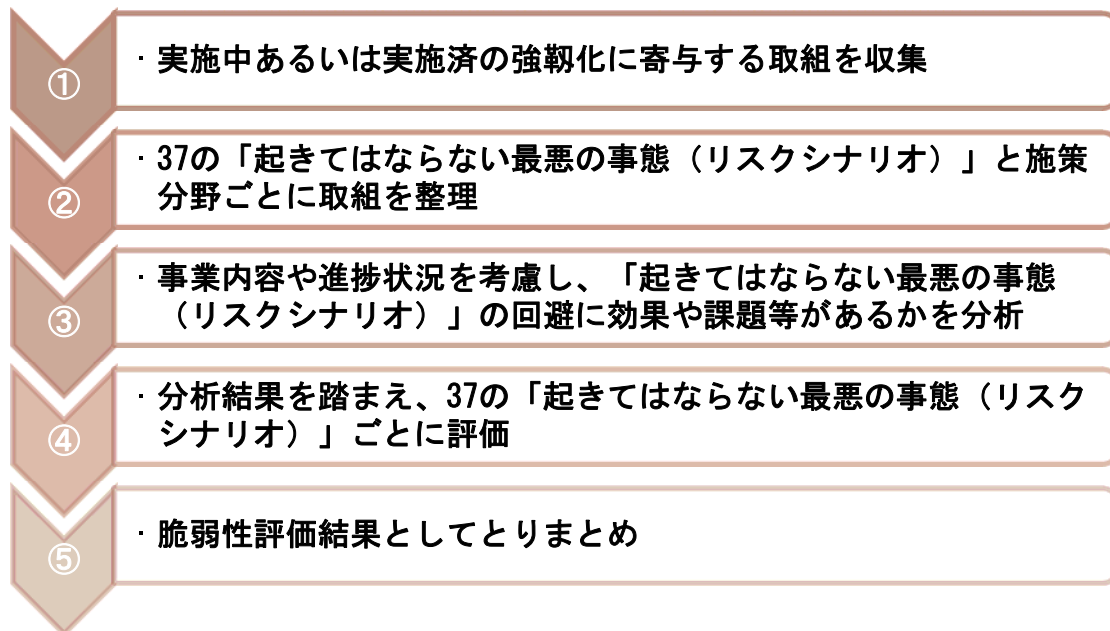 ①
・実施中あるいは実施済の強靱化に寄与する取組を収集
②
・37の「起きてはならない最悪の事態（リスクシナリオ）」と施策
分野ごとに取組を整理
③
・事業内容や進捗状況を考慮し、「起きてはならない最悪の事態
（リスクシナリオ）」の回避に効果や課題等があるかを分析
④
・分析結果を踏まえ、37の「起きてはならない最悪の事態（リスク
シナリオ）」ごとに評価
⑤
・脆弱性評価結果としてとりまとめ